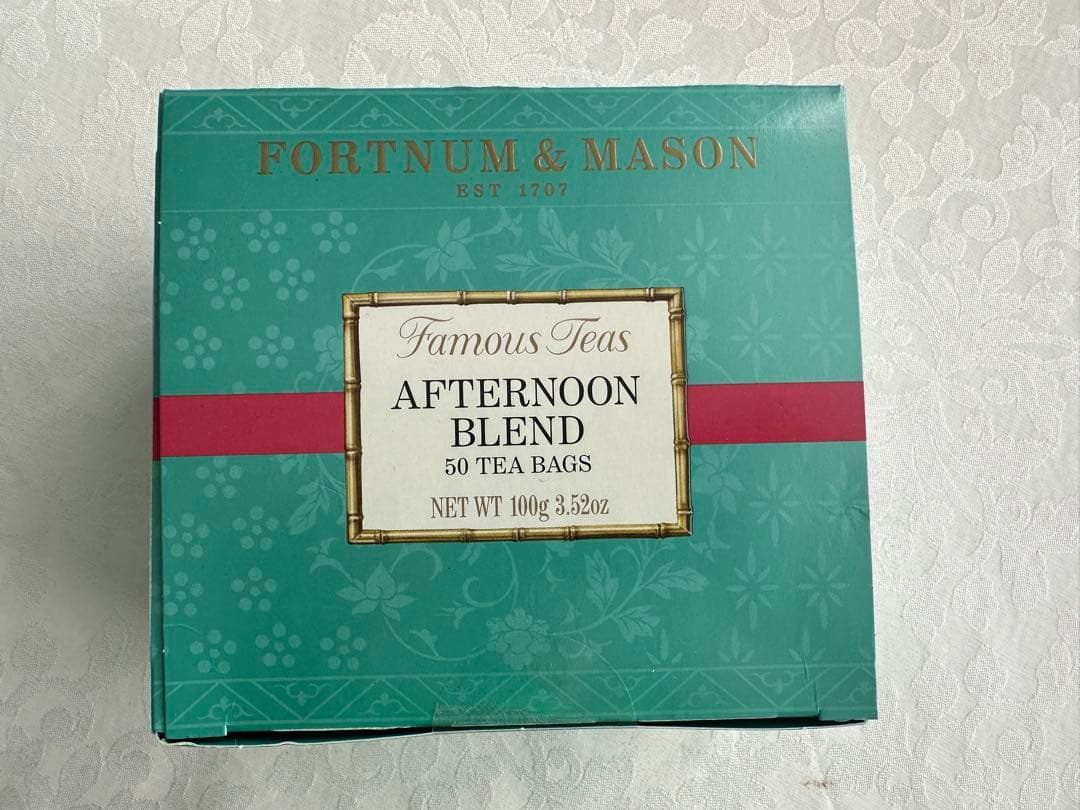 FORTNUM & MASON
EST 1707
Famous Teas
AFTERNOON
BLEND
50 TEA BAGS
NET WT 100g 3.52oz